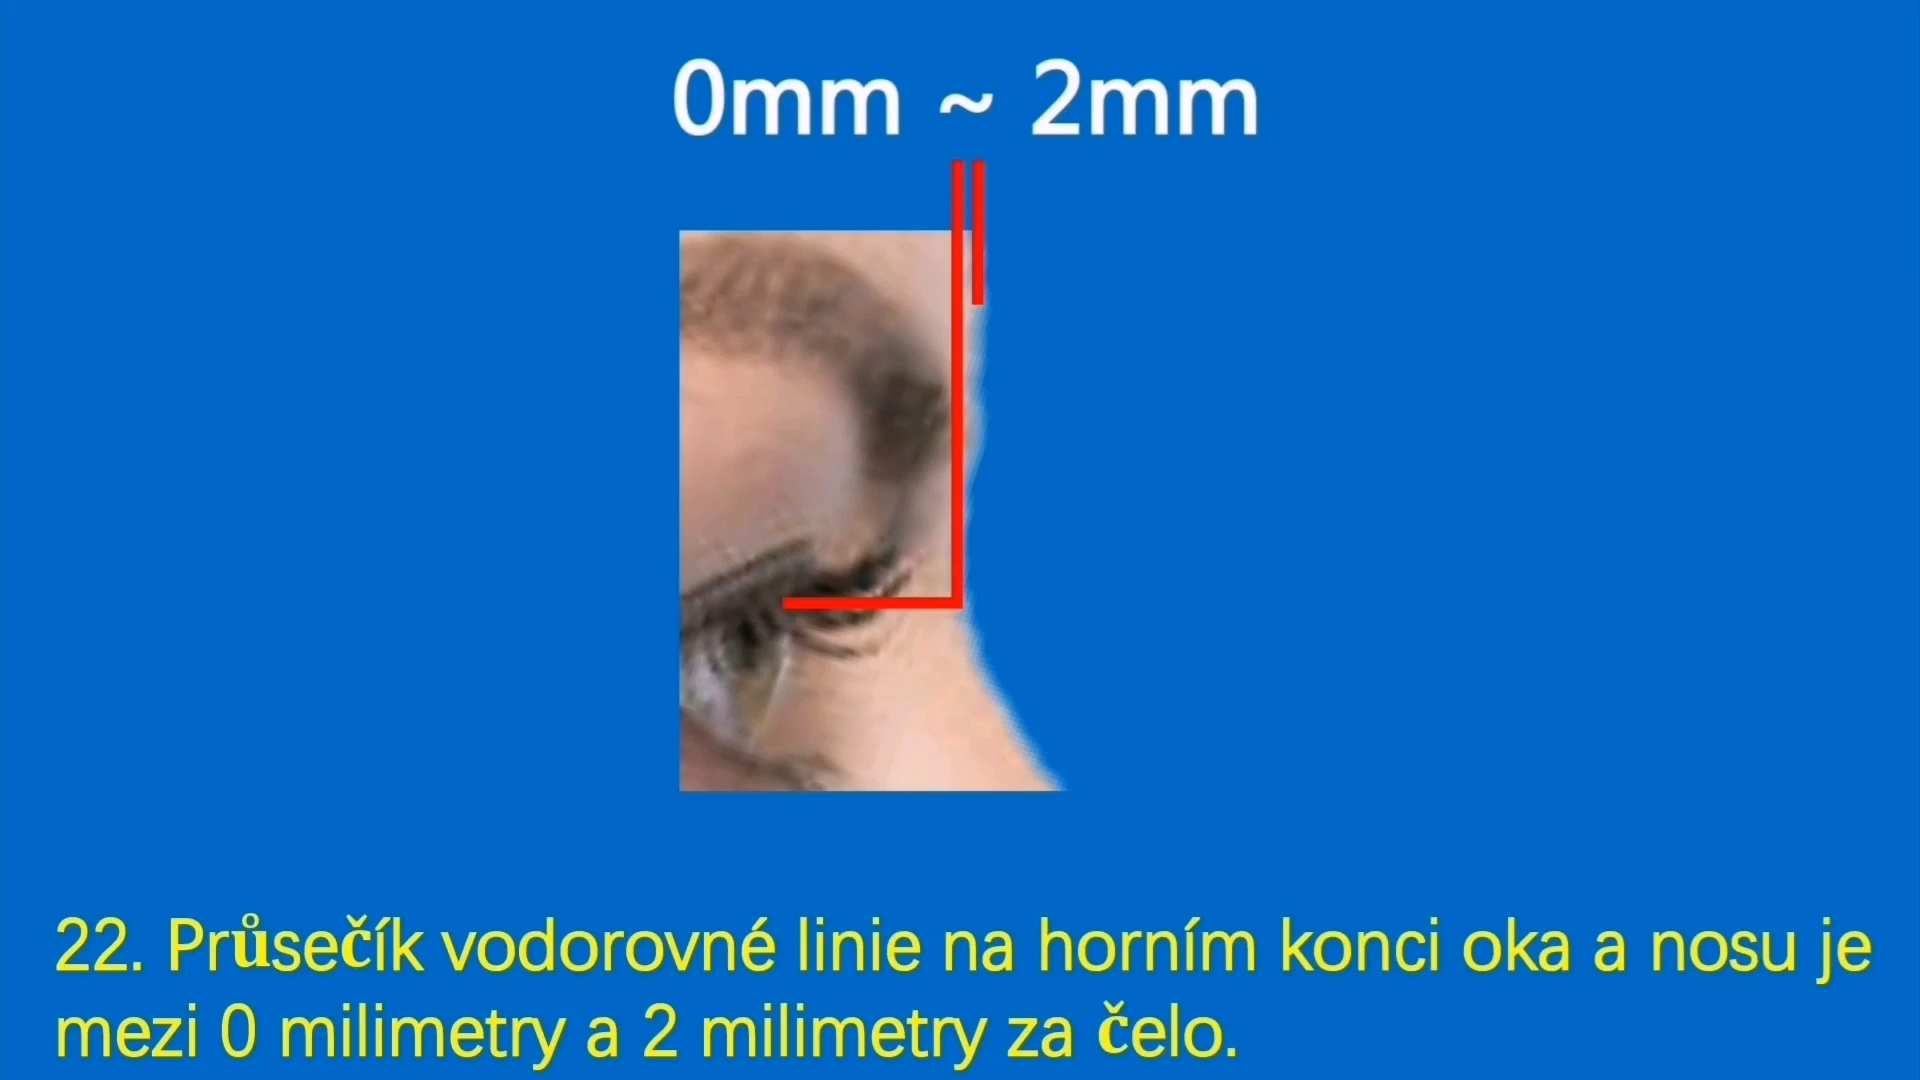 0mm ~ 2mm
22. Průsečík vodorovné linie na horním konci oka a nosu je
mezi 0 milimetry a 2 milimetry za čelo.